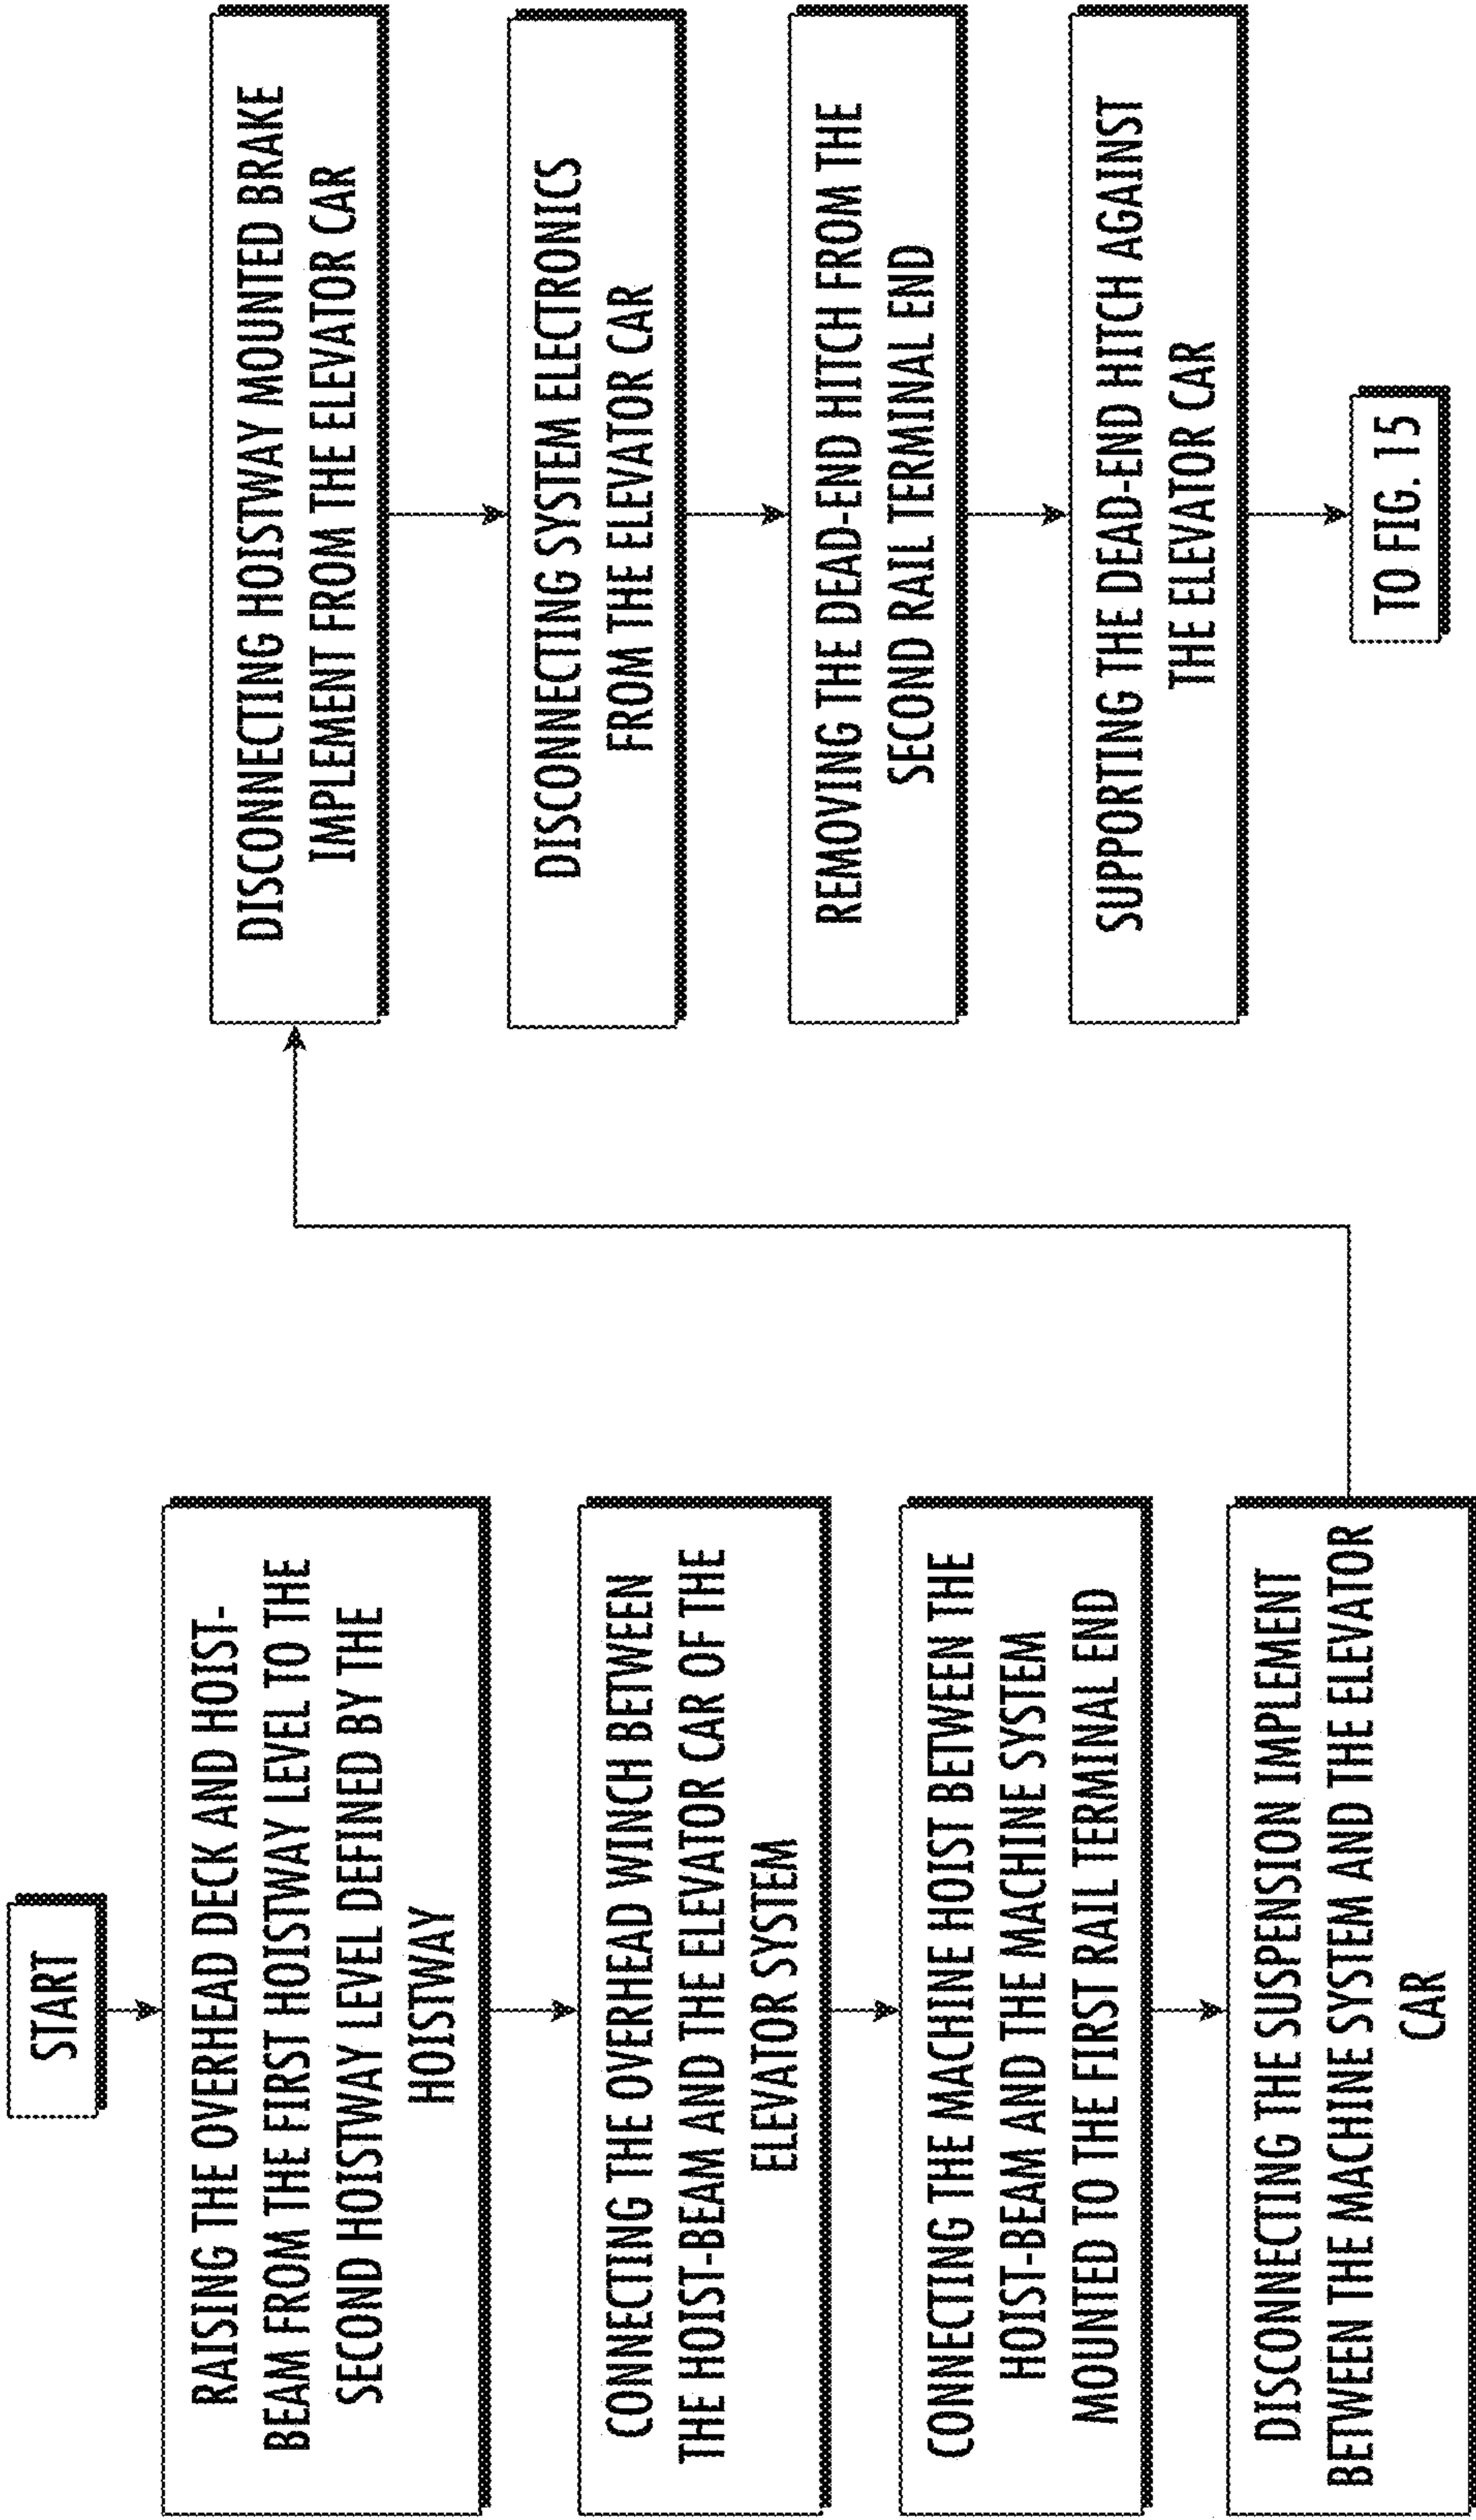 START
RAISING THE OVERHEAD DECK AND HOIST-
BEAM FROM THE FIRST HOISTWAY LEVEL TO THE
SECOND HOISTWAY LEVEL DEFINED BY THE
HOISTWAY
CONNECTING THE OVERHEAD WINCH BETWEEN
THE HOIST-BEAM AND THE ELEVATOR CAR OF THE
ELEVATOR SYSTEM
CONNECTING THE MACHINE HOIST BETWEEN THE
HOIST-BEAM AND THE MACHINE SYSTEM
MOUNTED TO THE FIRST RAIL TERMINAL END
DISCONNECTING THE SUSPENSION IMPLEMENT
BETWEEN THE MACHINE SYSTEM AND THE ELEVATOR
CAR
DISCONNECTING HOISTWAY MOUNTED BRAKE
IMPLEMENT FROM THE ELEVATOR CAR
DISCONNECTING SYSTEM ELECTRONICS
FROM THE ELEVATOR CAR
REMOVING THE DEAD-END HITCH FROM THE
SECOND RAIL TERMINAL END
SUPPORTING THE DEAD-END HITCH AGAINST
THE ELEVATOR CAR
TO FIG. 15